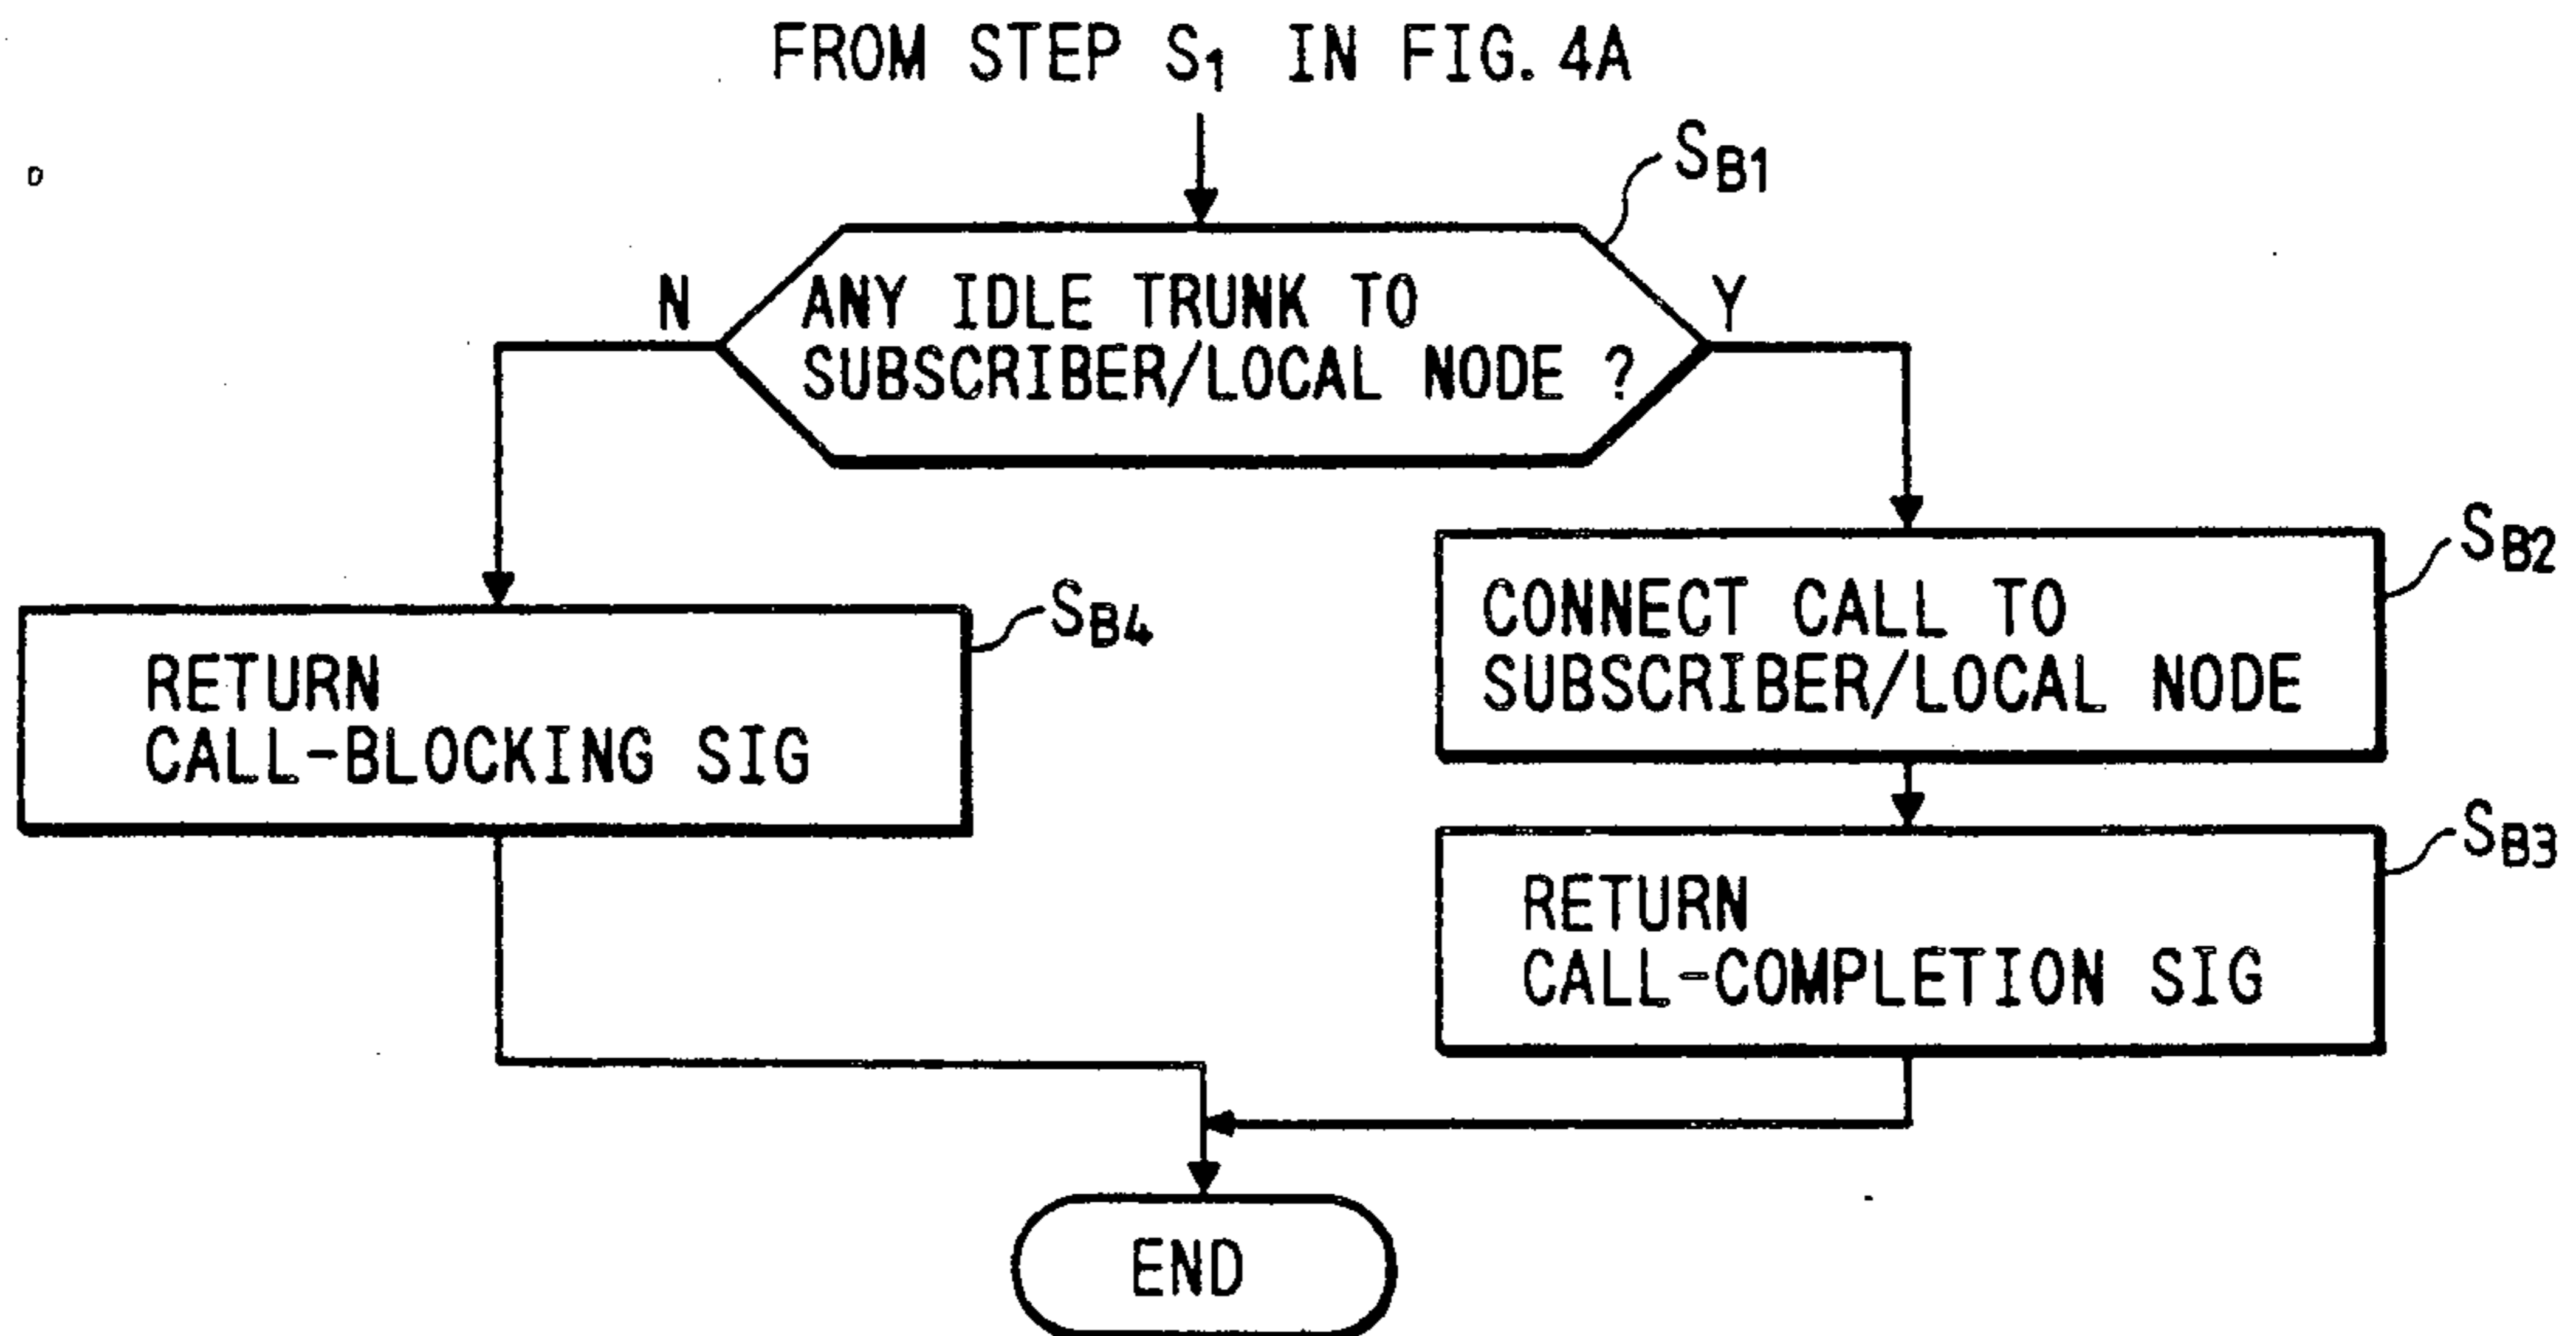 FROM STEP S1 IN FIG. 4A
SB1
N
Y
ANY IDLE TRUNK TO
SUBSCRIBER/LOCAL NODE ?
SB2
CONNECT CALL TO
SUBSCRIBER/LOCAL NODE
SB4
RETURN
CALL-BLOCKING SIG
SB3
RETURN
CALL-COMPLETION SIG
END